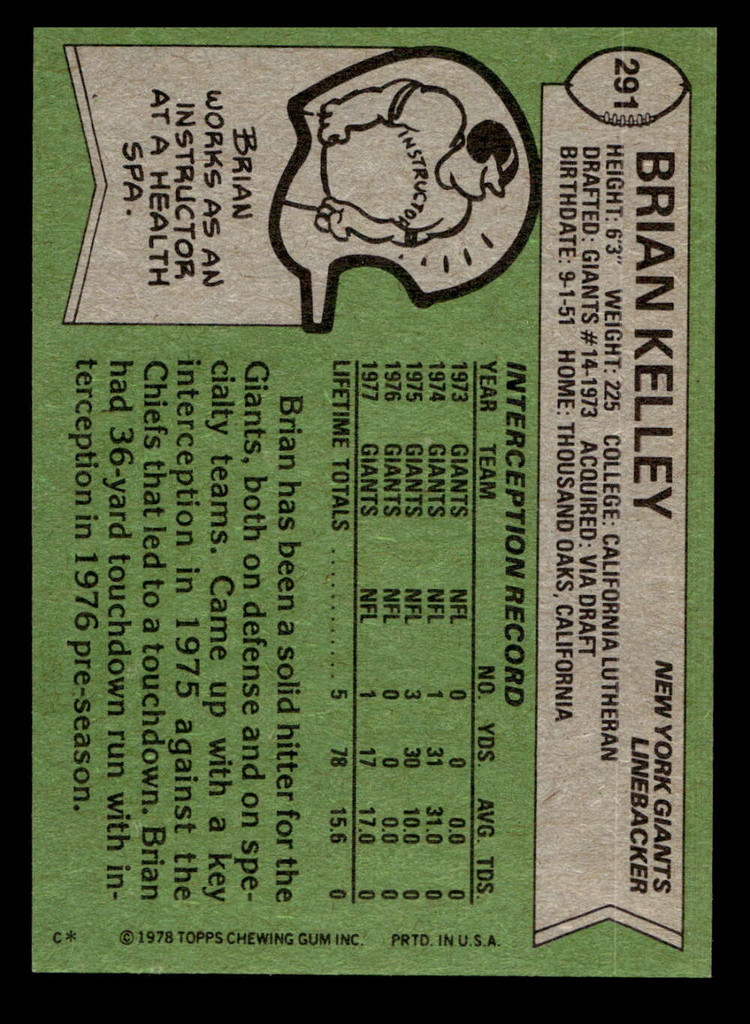 291
BRIAN KELLEY
NEW YORK GIANTS
LINEBACKER
HEIGHT: 6'3" WEIGHT: 225 COLLEGE: CALIFORNIA LUTHERAN
DRAFTED: GIANTS #14-1973 ACQUIRED: VIA DRAFT
BIRTHDATE: 9-1-51 HOME: THOUSAND OAKS, CALIFORNIA
INSTRUCTOR
BRIAN
WORKS AS AN
INSTRUCTOR
AT A HEALTH
SPA.
INTERCEPTION RECORD
YEAR TEAM NO. YDS. AVG. TDS.
1973 GIANTS NFL 0 0 0.0 0
1974 GIANTS NFL 1 31 31.0 0
1975 GIANTS NFL 3 30 10.0 0
1976 GIANTS NFL 0 0 0.0 0
1977 GIANTS NFL 1 17 17.0 0
LIFETIME TOTALS .......... 5 78 15.6 0
Brian has been a solid hitter for the
Giants, both on defense and on spe-
cialty teams. Came up with a key
interception in 1975 against the
Chiefs that led to a touchdown. Brian
had 36-yard touchdown run with in-
terception in 1976 pre-season.
C* © 1978 TOPPS CHEWING GUM INC. PRTD. IN U.S.A.